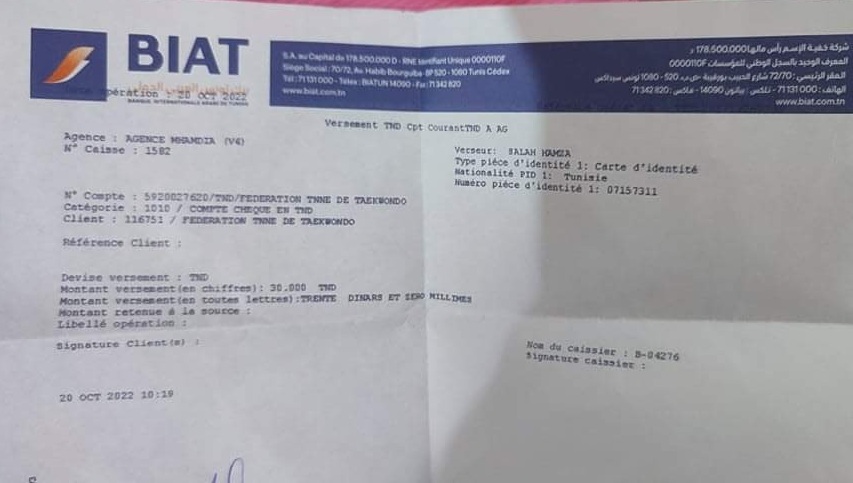 BIAT
BANQUE INTERNATIONALE ARABE DE TUNISIE
S.A. au Capital de 178.500.000 D - RNE Identifiant Unique 0000110F
Siège Social : 70/72, Av. Habib Bourguiba - BP 520 - 1080 Tunis Cédex
Tél : 71 131 000 - Télex : BIATUN 14090 - Fax : 71 342 820
www.biat.com.tn
شركة خفية الإسم رأس مالها 178.500.000 د
المعرف الوحيد بالسجل الوطني للمؤسسات 0000110F
المقر الرئيسي : 72/70 شارع الحبيب بورقيبة ص.ب. 520 - 1080 تونس سيداكس
الهاتف : 71131 000 - تلكس : بياتون 14090 - فاكس : 71 342 820
www.biat.com.tn
opération : 20 OCT 2022
Versement TND Cpt CourantTND A AG
Agence : AGENCE MHAMDIA (V6)
N° Caisse : 1582
Verseur: SALAH HAMZA
Type pièce d'identité 1: Carte d'identité
Nationalité PID 1: Tunisie
Numéro pièce d'identité 1: 07157311
N° Compte : 5920027620/TND/FEDERATION TNNE DE TAEKWONDO
Catégorie : 1010 / COMPTE CHEQUE EN TND
Client : 116751 / FEDERATION TNNE DE TAEKWONDO
Référence Client :
Devise versement : TND
Montant versement(en chiffres): 30.000 TND
Montant versement(en toutes lettres):TRENTE DINARS ET ZERO MILLIMES
Montant retenue à la source :
Libellé opération :
Signature Client(s) :
Nom du caissier : B-04276
Signature caissier :
20 OCT 2022 10:19